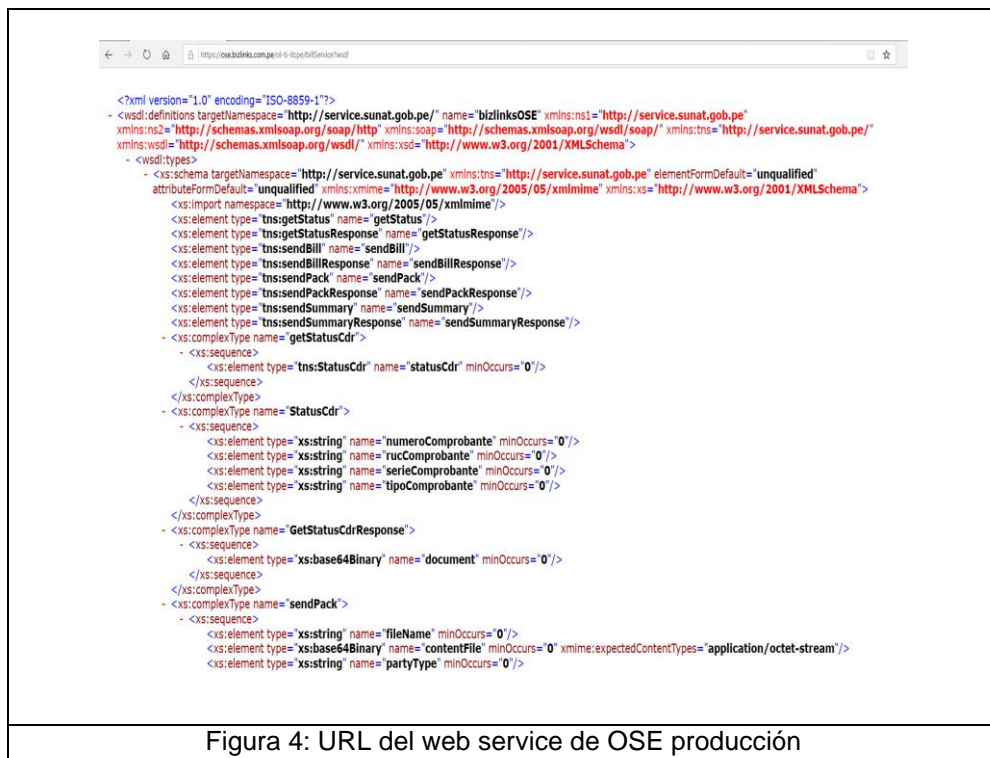 https://ose.bizlinks.com.pe/ol-ti-itcpe/billService?wsdl
<?xml version="1.0" encoding="ISO-8859-1"?>
- <wsdl:definitions targetNamespace="http://service.sunat.gob.pe/" name="bizlinksOSE" xmlns:ns1="http://service.sunat.gob.pe"
xmlns:ns2="http://schemas.xmlsoap.org/soap/http" xmlns:soap="http://schemas.xmlsoap.org/wsdl/soap/" xmlns:tns="http://service.sunat.gob.pe/"
xmlns:wsdl="http://schemas.xmlsoap.org/wsdl/" xmlns:xsd="http://www.w3.org/2001/XMLSchema">
- <wsdl:types>
- <xs:schema targetNamespace="http://service.sunat.gob.pe" xmlns:tns="http://service.sunat.gob.pe" elementFormDefault="unqualified"
attributeFormDefault="unqualified" xmlns:xmime="http://www.w3.org/2005/05/xmlmime" xmlns:xs="http://www.w3.org/2001/XMLSchema">
<xs:import namespace="http://www.w3.org/2005/05/xmlmime"/>
<xs:element type="tns:getStatus" name="getStatus"/>
<xs:element type="tns:getStatusResponse" name="getStatusResponse"/>
<xs:element type="tns:sendBill" name="sendBill"/>
<xs:element type="tns:sendBillResponse" name="sendBillResponse"/>
<xs:element type="tns:sendPack" name="sendPack"/>
<xs:element type="tns:sendPackResponse" name="sendPackResponse"/>
<xs:element type="tns:sendSummary" name="sendSummary"/>
<xs:element type="tns:sendSummaryResponse" name="sendSummaryResponse"/>
- <xs:complexType name="getStatusCdr">
- <xs:sequence>
<xs:element type="tns:StatusCdr" name="statusCdr" minOccurs="0"/>
</xs:sequence>
</xs:complexType>
- <xs:complexType name="StatusCdr">
- <xs:sequence>
<xs:element type="xs:string" name="numeroComprobante" minOccurs="0"/>
<xs:element type="xs:string" name="rucComprobante" minOccurs="0"/>
<xs:element type="xs:string" name="serieComprobante" minOccurs="0"/>
<xs:element type="xs:string" name="tipoComprobante" minOccurs="0"/>
</xs:sequence>
</xs:complexType>
- <xs:complexType name="GetStatusCdrResponse">
- <xs:sequence>
<xs:element type="xs:base64Binary" name="document" minOccurs="0"/>
</xs:sequence>
</xs:complexType>
- <xs:complexType name="sendPack">
- <xs:sequence>
<xs:element type="xs:string" name="fileName" minOccurs="0"/>
<xs:element type="xs:base64Binary" name="contentFile" minOccurs="0" xmime:expectedContentTypes="application/octet-stream"/>
<xs:element type="xs:string" name="partyType" minOccurs="0"/>
Figura 4: URL del web service de OSE producción